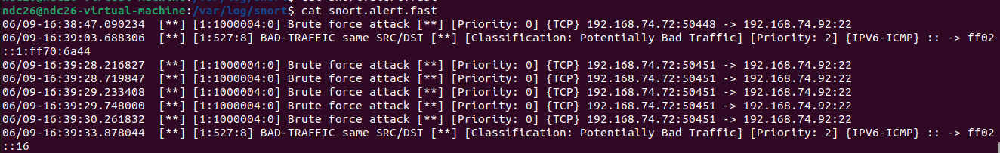 ndc26@ndc26-virtual-machine:/var/log/snort$ cat snort.alert.fast
06/09-16:38:47.090234  [**] [1:1000004:0] Brute force attack [**] [Priority: 0] {TCP} 192.168.74.72:50448 -> 192.168.74.92:22
06/09-16:39:03.688306  [**] [1:527:8] BAD-TRAFFIC same SRC/DST [**] [Classification: Potentially Bad Traffic] [Priority: 2] {IPV6-ICMP} :: -> ff02
::1:ff70:6a44
06/09-16:39:28.216827  [**] [1:1000004:0] Brute force attack [**] [Priority: 0] {TCP} 192.168.74.72:50451 -> 192.168.74.92:22
06/09-16:39:28.719847  [**] [1:1000004:0] Brute force attack [**] [Priority: 0] {TCP} 192.168.74.72:50451 -> 192.168.74.92:22
06/09-16:39:29.233408  [**] [1:1000004:0] Brute force attack [**] [Priority: 0] {TCP} 192.168.74.72:50451 -> 192.168.74.92:22
06/09-16:39:29.748000  [**] [1:1000004:0] Brute force attack [**] [Priority: 0] {TCP} 192.168.74.72:50451 -> 192.168.74.92:22
06/09-16:39:30.261832  [**] [1:1000004:0] Brute force attack [**] [Priority: 0] {TCP} 192.168.74.72:50451 -> 192.168.74.92:22
06/09-16:39:33.878044  [**] [1:527:8] BAD-TRAFFIC same SRC/DST [**] [Classification: Potentially Bad Traffic] [Priority: 2] {IPV6-ICMP} :: -> ff02
::16